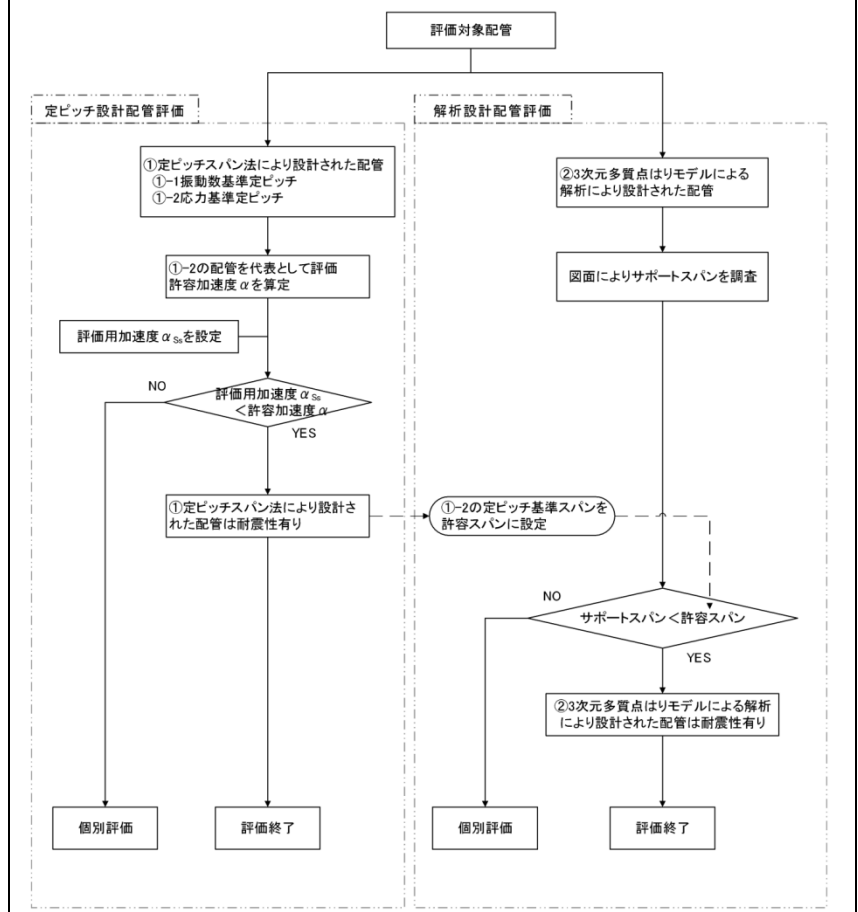 評価対象配管
定ピッチ設計配管評価
①定ピッチスパン法により設計された配管
①-1振動数基準定ピッチ
①-2応力基準定ピッチ
①-2の配管を代表として評価
許容加速度αを算定
評価用加速度αSsを設定
評価用加速度αSs
＜許容加速度α
NO
YES
①定ピッチスパン法により設計さ
れた配管は耐震性有り
個別評価
評価終了
解析設計配管評価
②3次元多質点はりモデルによる
解析により設計された配管
図面によりサポートスパンを調査
①-2の定ピッチ基準スパンを
許容スパンに設定
サポートスパン＜許容スパン
NO
YES
②3次元多質点はりモデルによる解析
により設計された配管は耐震性有り
個別評価
評価終了